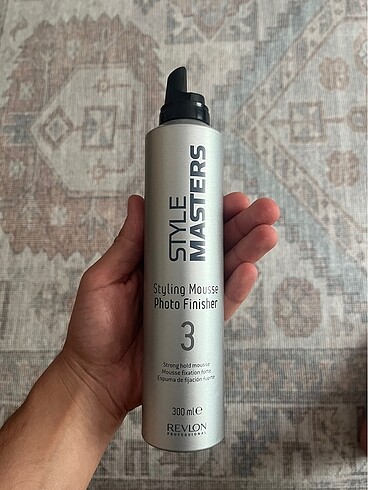 STYLE
MASTERS
Styling Mousse
Photo Finisher
3
Strong hold mousse
Mousse fixation forte
Espuma de fijación fuerte
300 ml℮
REVLON
PROFESSIONAL